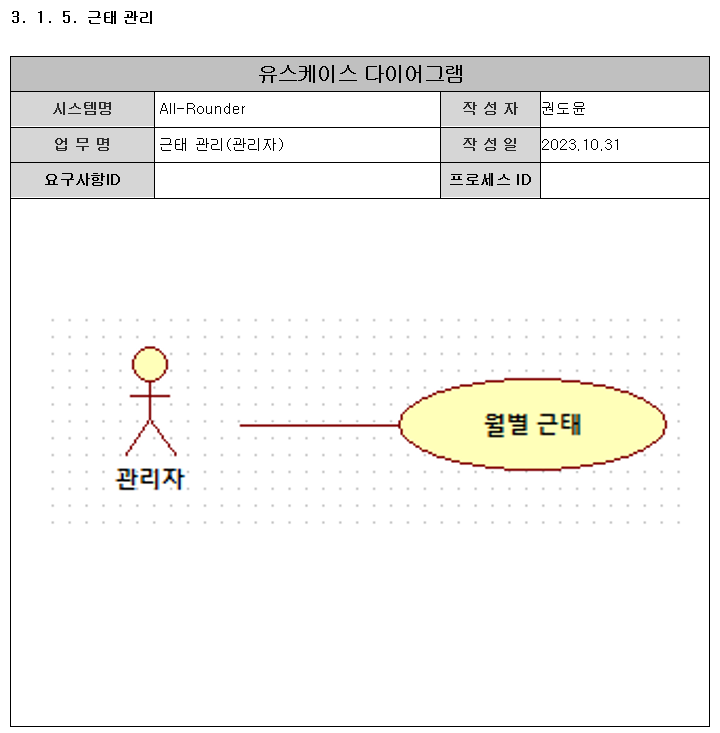 3. 1. 5. 근태 관리
유스케이스 다이어그램
시스템명 All-Rounder 작 성 자 권도윤
업 무 명 근태 관리(관리자) 작 성 일 2023.10.31
요구사항ID 프로세스 ID
월별 근태
관리자